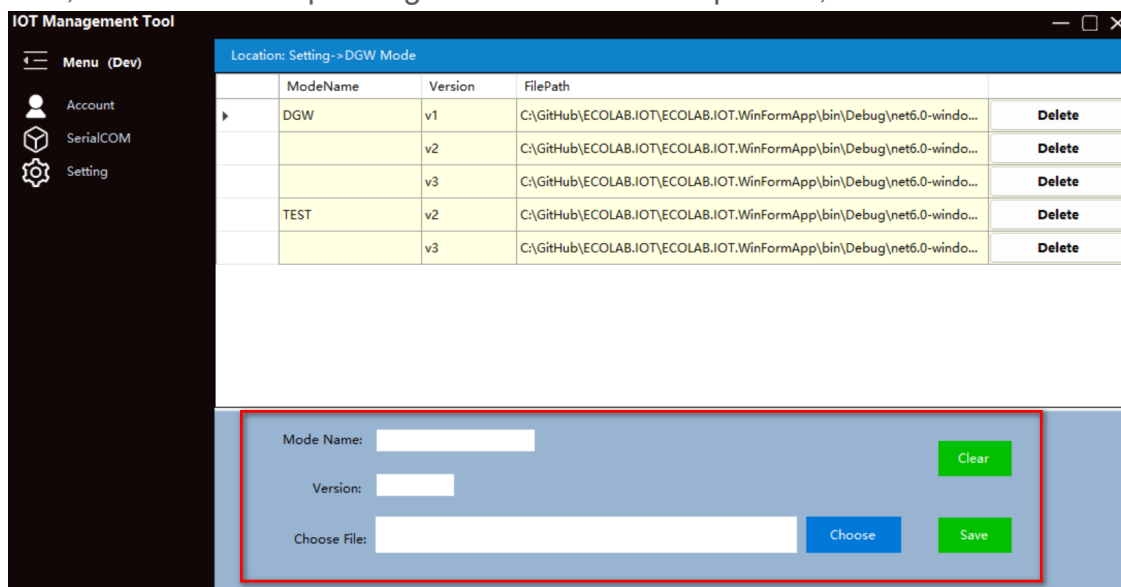 IOT Management Tool
Menu (Dev)
Account
SerialCOM
Setting
Location: Setting->DGW Mode
ModeName Version FilePath
DGW v1 C:\GitHub\ECOLAB.IOT\ECOLAB.IOT.WinFormApp\bin\Debug\net6.0-windo... Delete
v2 C:\GitHub\ECOLAB.IOT\ECOLAB.IOT.WinFormApp\bin\Debug\net6.0-windo... Delete
v3 C:\GitHub\ECOLAB.IOT\ECOLAB.IOT.WinFormApp\bin\Debug\net6.0-windo... Delete
TEST v2 C:\GitHub\ECOLAB.IOT\ECOLAB.IOT.WinFormApp\bin\Debug\net6.0-windo... Delete
v3 C:\GitHub\ECOLAB.IOT\ECOLAB.IOT.WinFormApp\bin\Debug\net6.0-windo... Delete
Mode Name:
Clear
Version:
Choose File: Choose Save